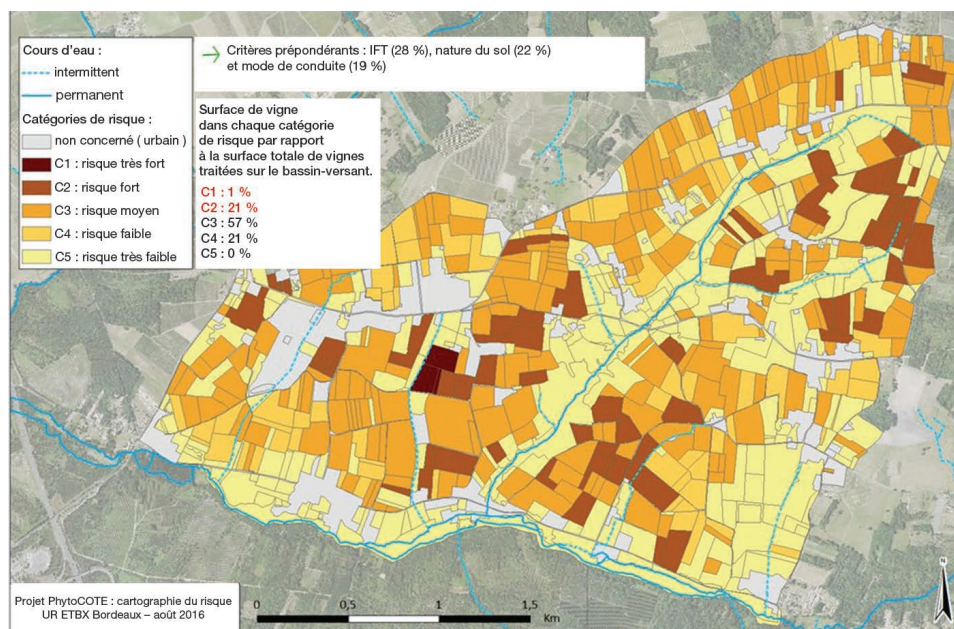 Cours d'eau :
intermittent
permanent
Catégories de risque :
non concerné ( urbain )
C1 : risque très fort
C2 : risque fort
C3 : risque moyen
C4 : risque faible
C5 : risque très faible
Critères prépondérants : IFT (28 %), nature du sol (22 %)
et mode de conduite (19 %)
Surface de vigne
dans chaque catégorie
de risque par rapport
à la surface totale de vignes
traitées sur le bassin-versant.
C1 : 1 %
C2 : 21 %
C3 : 57 %
C4 : 21 %
C5 : 0 %
Projet PhytoCOTE : cartographie du risque
UR ETBX Bordeaux – août 2016
0 0,5 1 1,5
Km
N